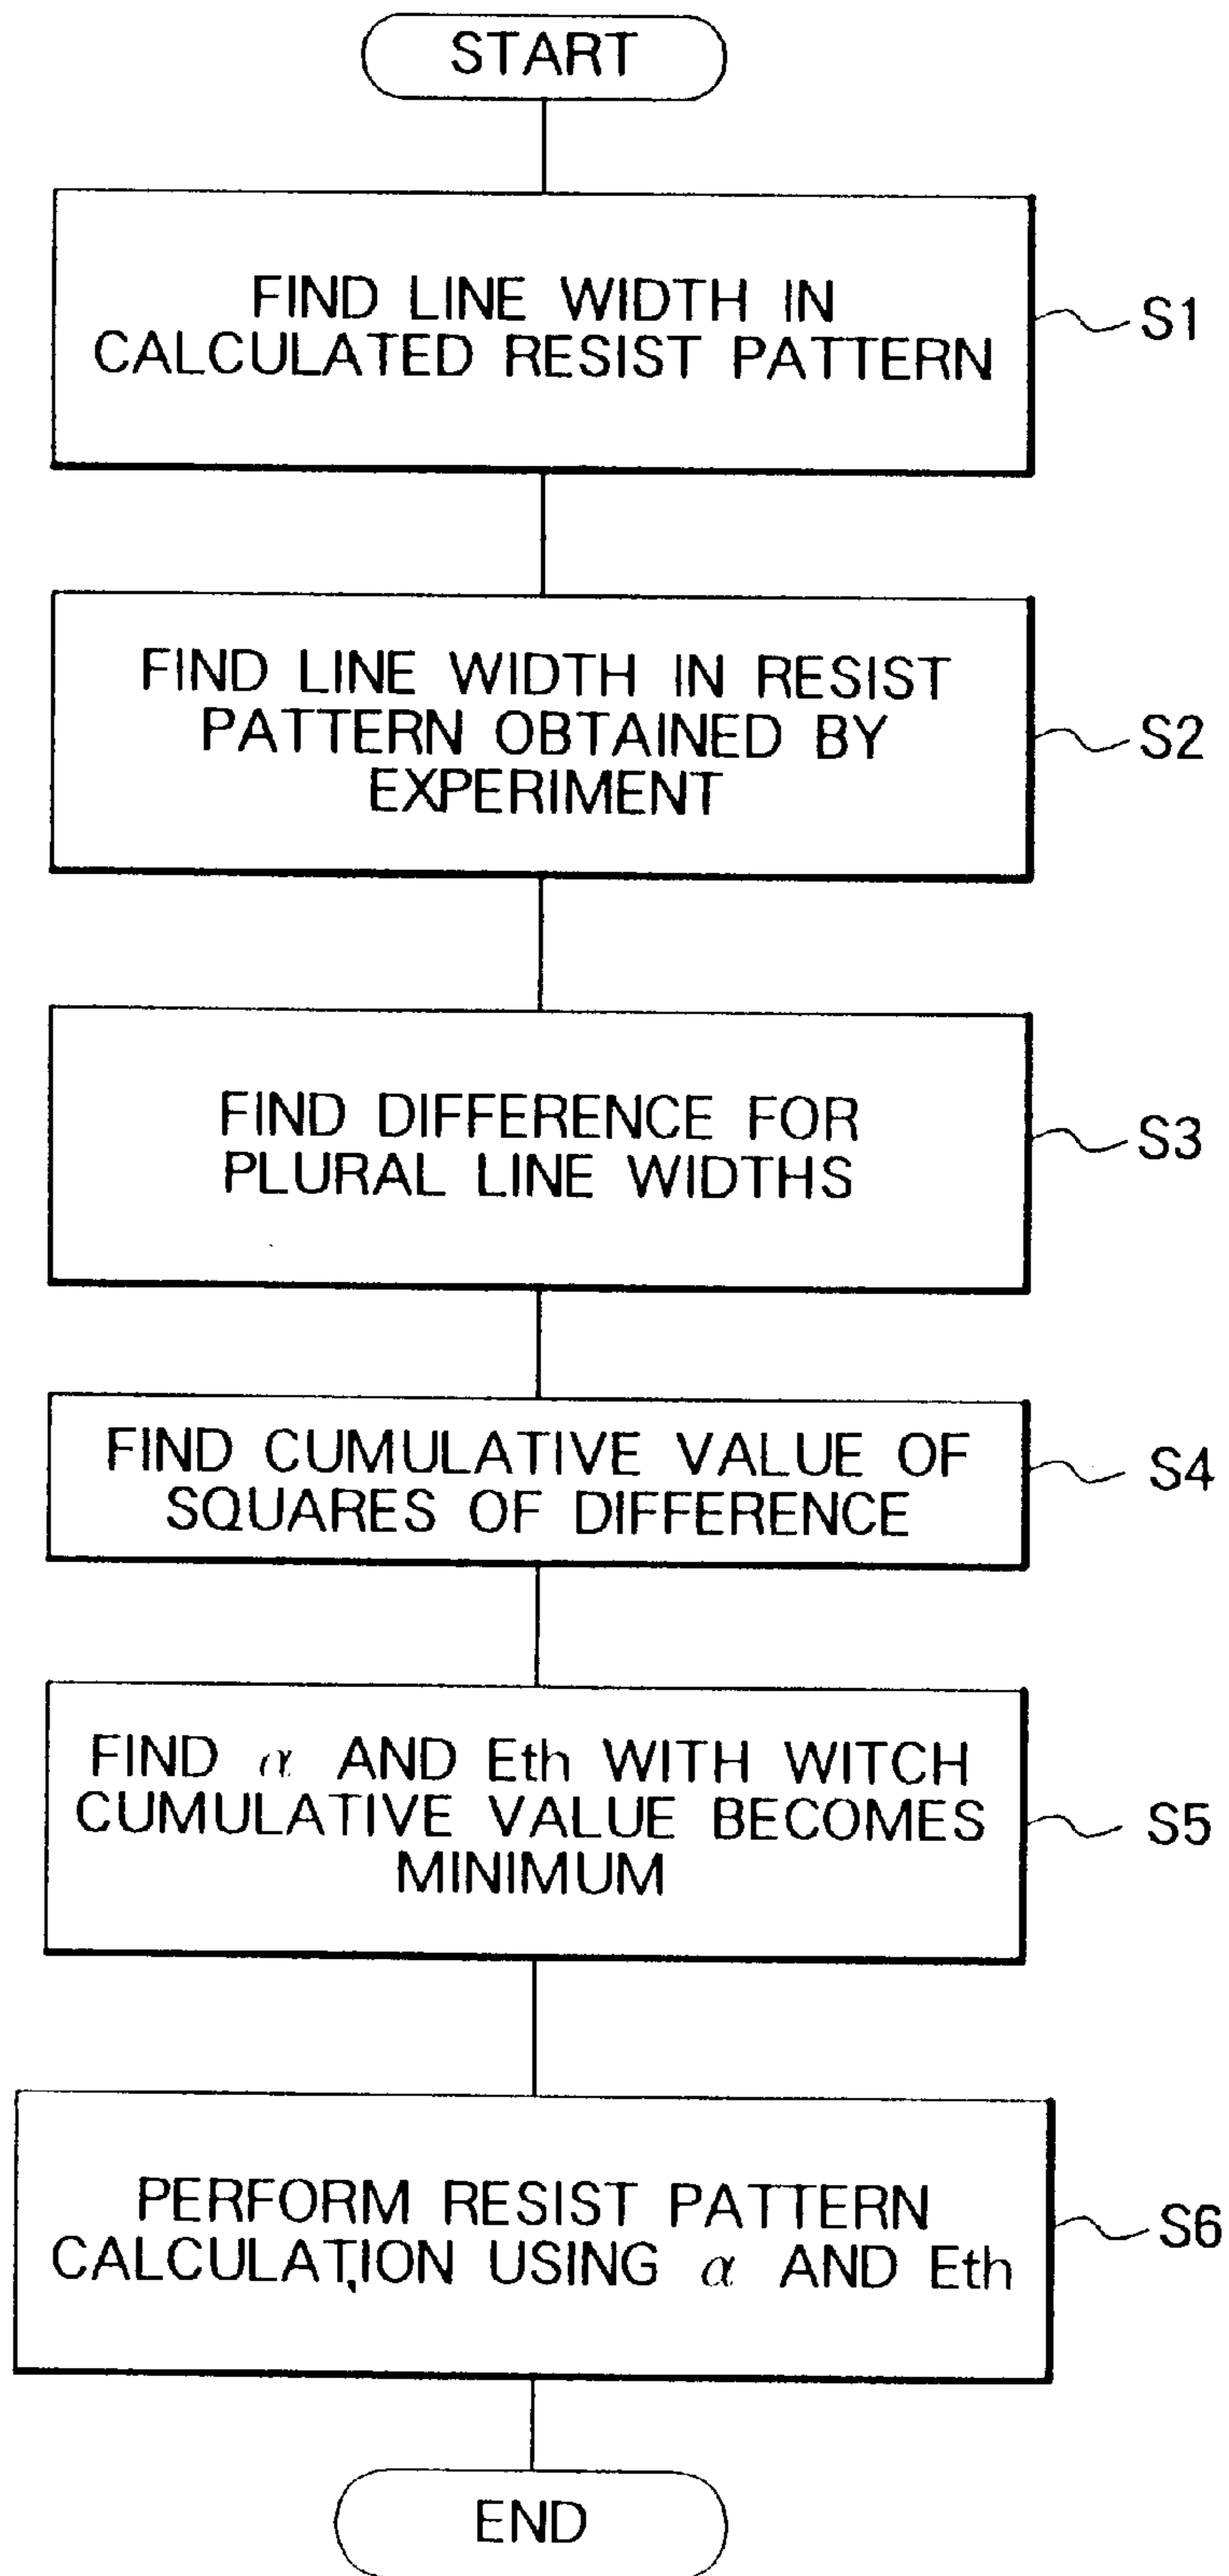 START
FIND LINE WIDTH IN
CALCULATED RESIST PATTERN
S1
FIND LINE WIDTH IN RESIST
PATTERN OBTAINED BY
EXPERIMENT
S2
FIND DIFFERENCE FOR
PLURAL LINE WIDTHS
S3
FIND CUMULATIVE VALUE OF
SQUARES OF DIFFERENCE
S4
FIND α AND Eth WITH WITCH
CUMULATIVE VALUE BECOMES
MINIMUM
S5
PERFORM RESIST PATTERN
CALCULATION USING α AND Eth
S6
END